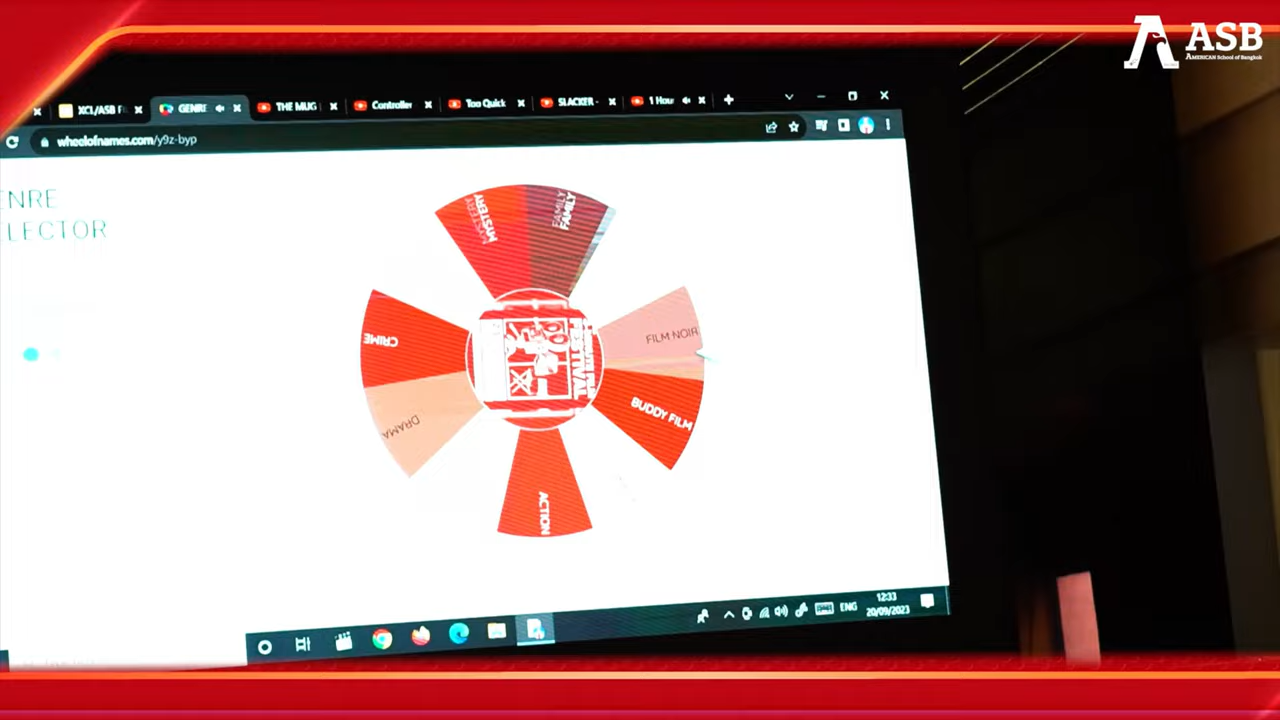 ASB
AMERICAN School of Bangkok
XCL/ASB F
GENRE
THE MUG
Controller
Too Quick
SLACKER -
1 Hou
wheelofnames.com/y9z-byp
ENRE
LECTOR
MYSTERY
FAMILY
CRIME
FILM NOIR
DRAMA
BUDDY FILM
FESTIVAL
ACTION
ENG
12:33
20/09/2023